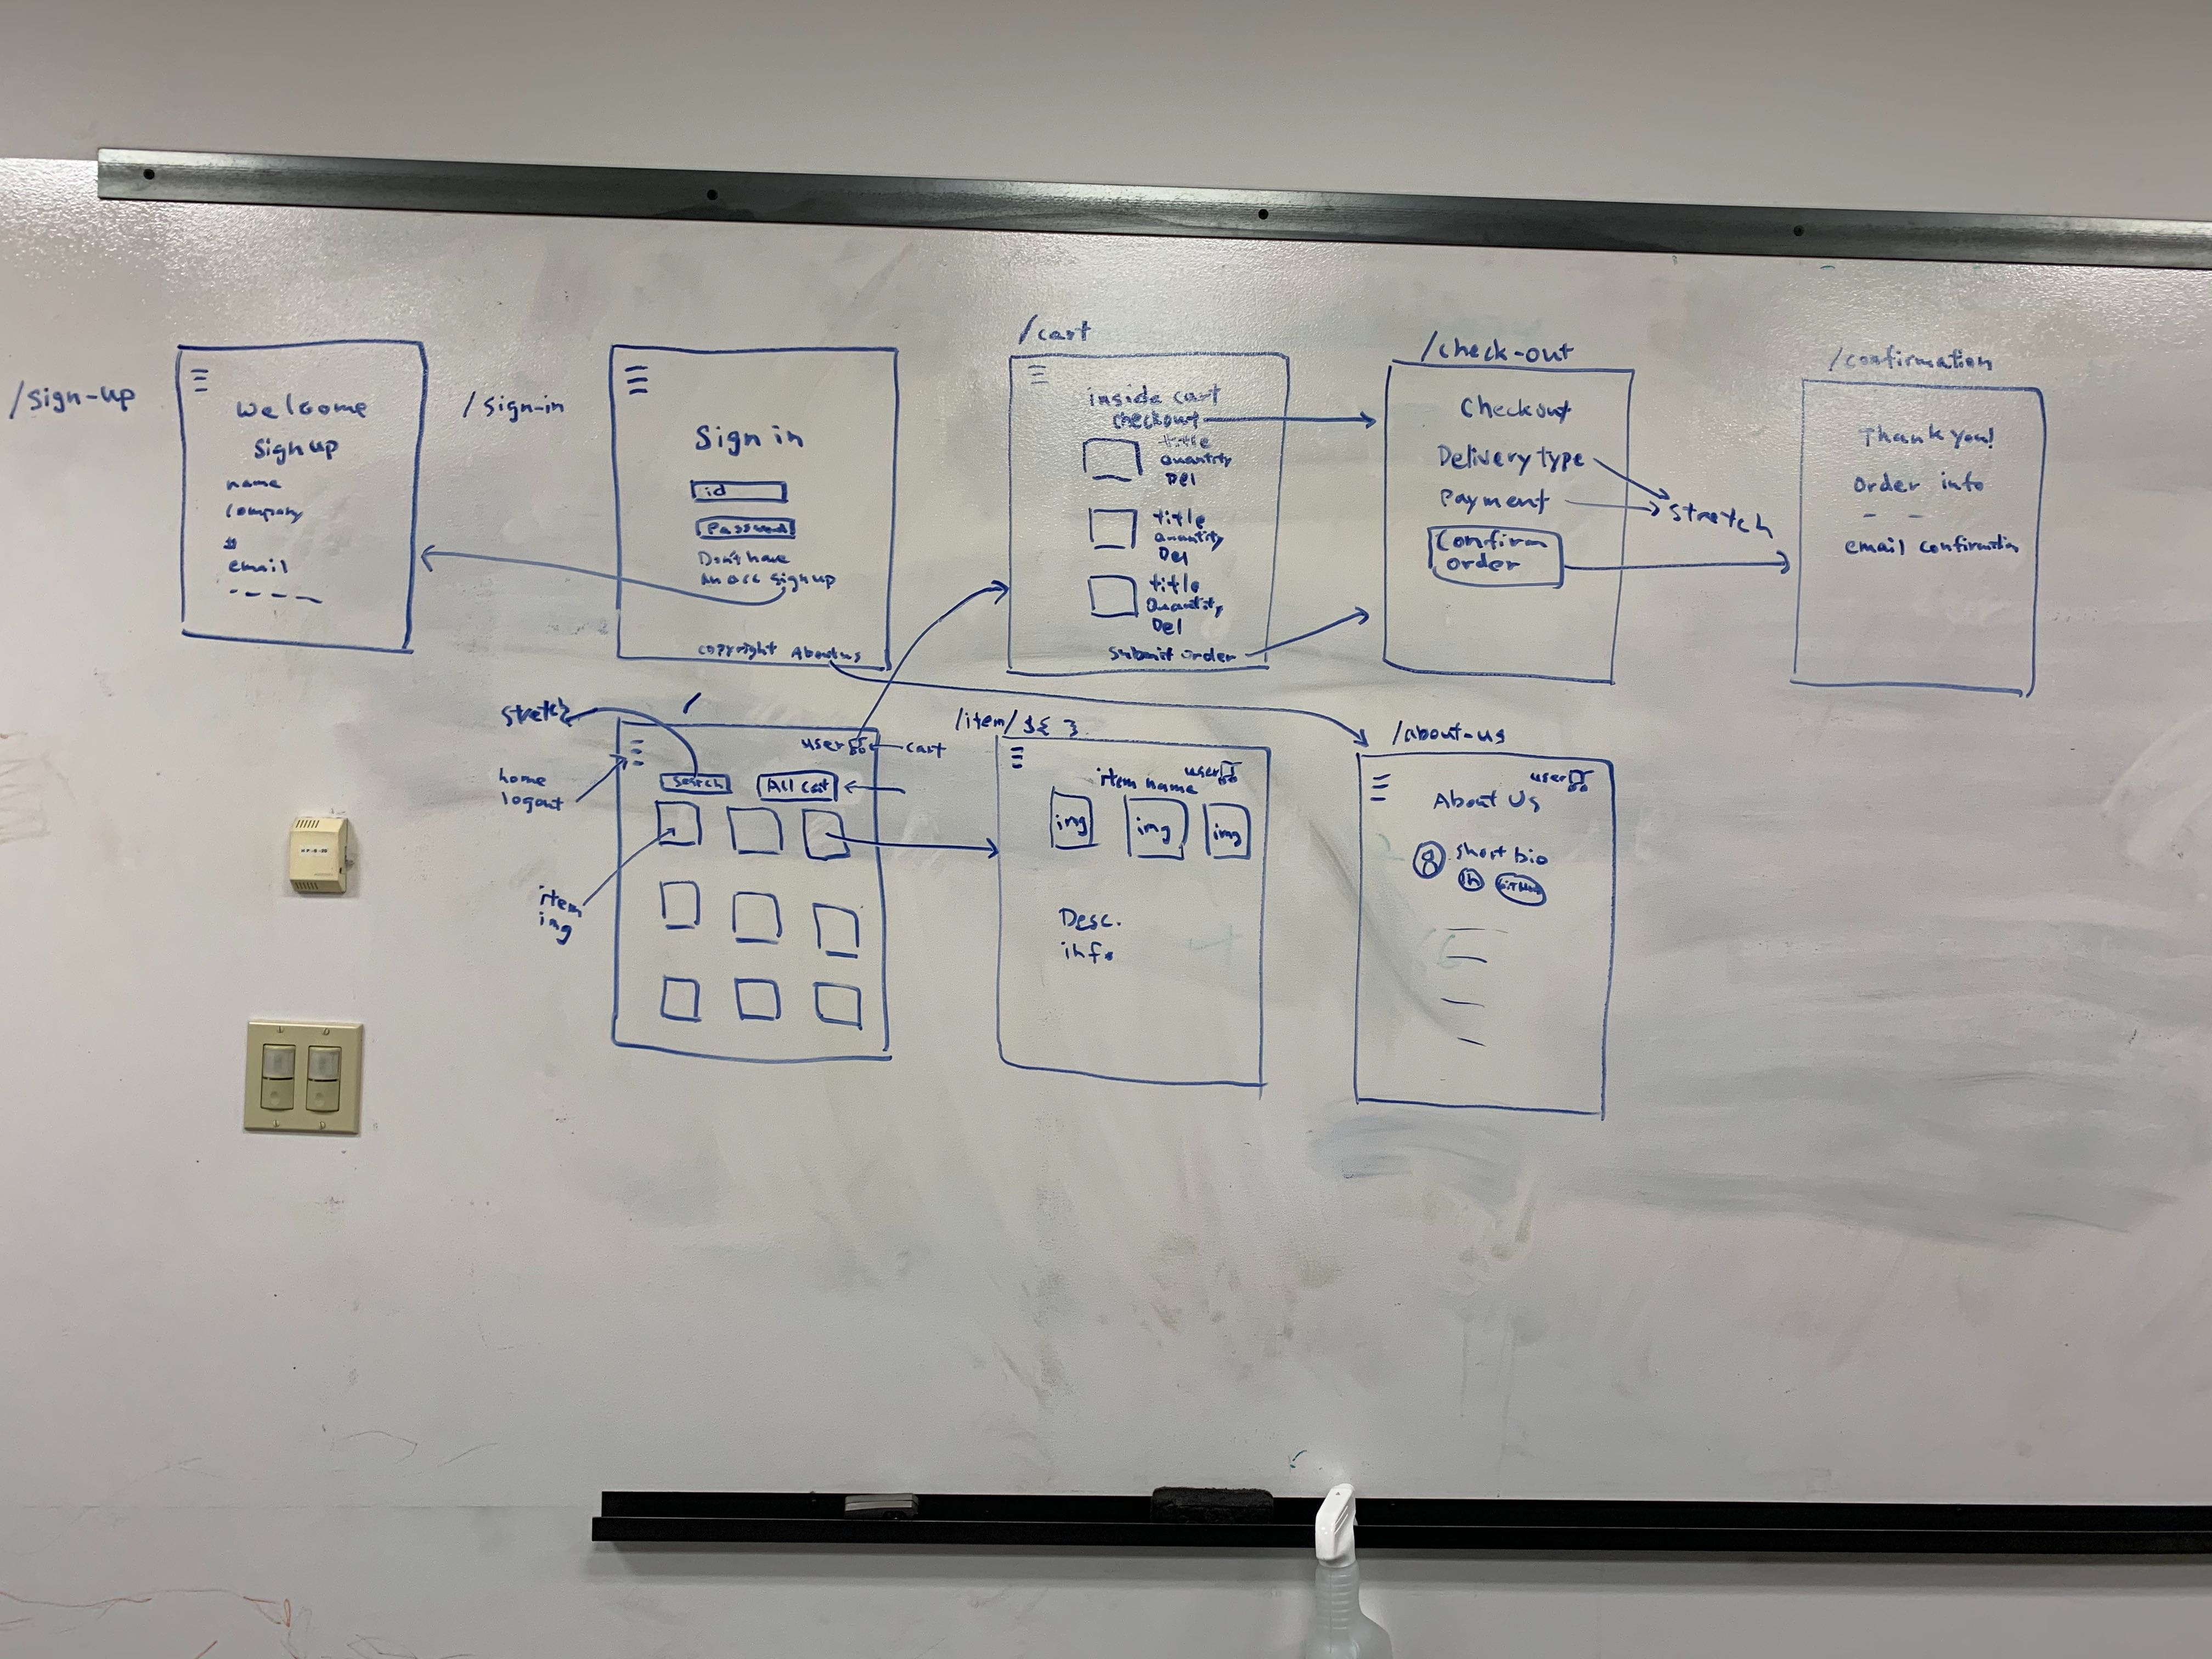 /sign-up
Welcome
Sign up
name
company
#
email
/sign-in
Sign in
id
Password
Don't have
an acc sign up
copyright About us
/cart
inside cart
checkout
title
Quantity
Del
title
Quantity
Del
title
Quantity
Del
Submit order
/check-out
Checkout
Delivery type
Payment
Confirm
order
stretch
/confirmation
Thank you!
Order info
email confirmation
stretch
/
user
cart
home
logout
Search
item
img
/item/${ }
user
item name
img
img
img
Desc.
info
/about-us
user
About Us
short bio
in